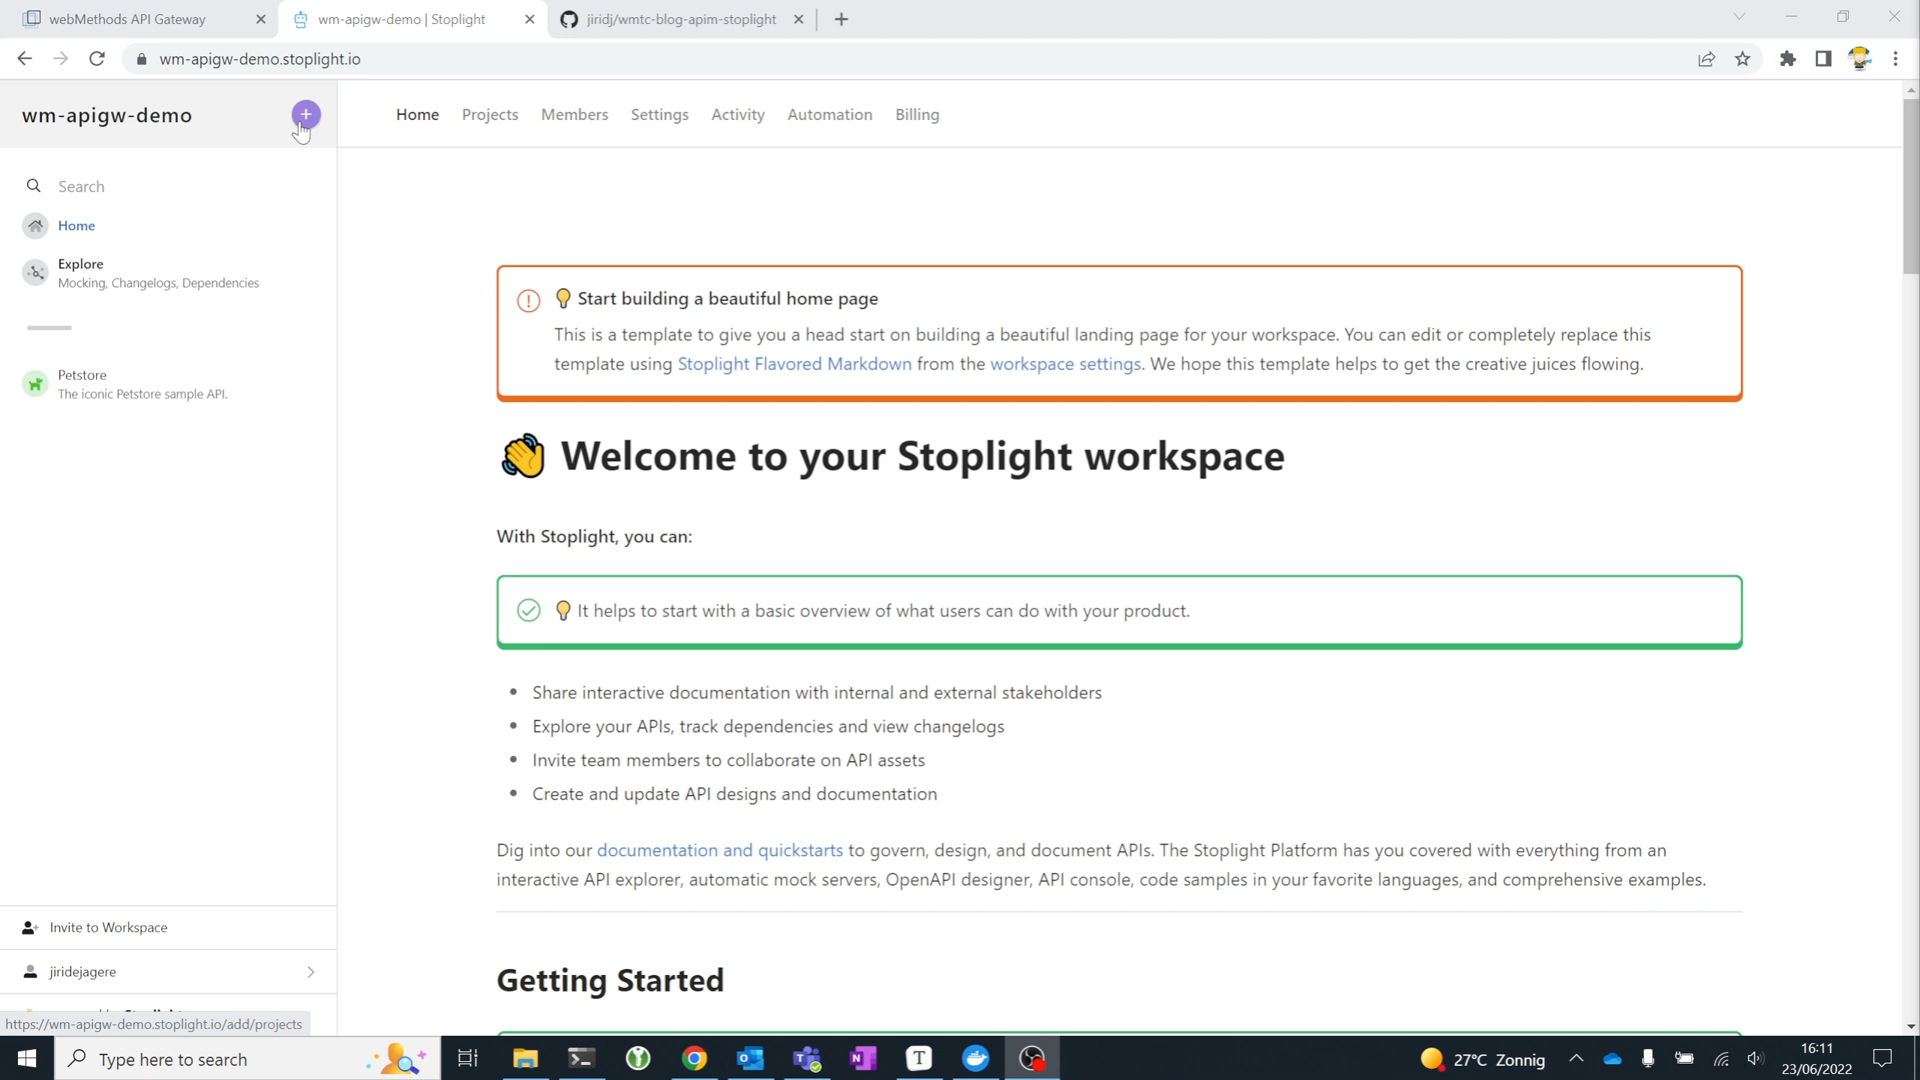 webMethods API Gateway
wm-apigw-demo | Stoplight
jiridj/wmtc-blog-apim-stoplight
wm-apigw-demo.stoplight.io
wm-apigw-demo
Home Projects Members Settings Activity Automation Billing
Search
Home
Explore
Mocking, Changelogs, Dependencies
Petstore
The iconic Petstore sample API.
Start building a beautiful home page
This is a template to give you a head start on building a beautiful landing page for your workspace. You can edit or completely replace this
template using Stoplight Flavored Markdown from the workspace settings. We hope this template helps to get the creative juices flowing.
Welcome to your Stoplight workspace
With Stoplight, you can:
It helps to start with a basic overview of what users can do with your product.
• Share interactive documentation with internal and external stakeholders
• Explore your APIs, track dependencies and view changelogs
• Invite team members to collaborate on API assets
• Create and update API designs and documentation
Dig into our documentation and quickstarts to govern, design, and document APIs. The Stoplight Platform has you covered with everything from an
interactive API explorer, automatic mock servers, OpenAPI designer, API console, code samples in your favorite languages, and comprehensive examples.
Getting Started
Invite to Workspace
jiridejagere
https://wm-apigw-demo.stoplight.io/add/projects
Type here to search
27°C Zonnig
16:11
23/06/2022